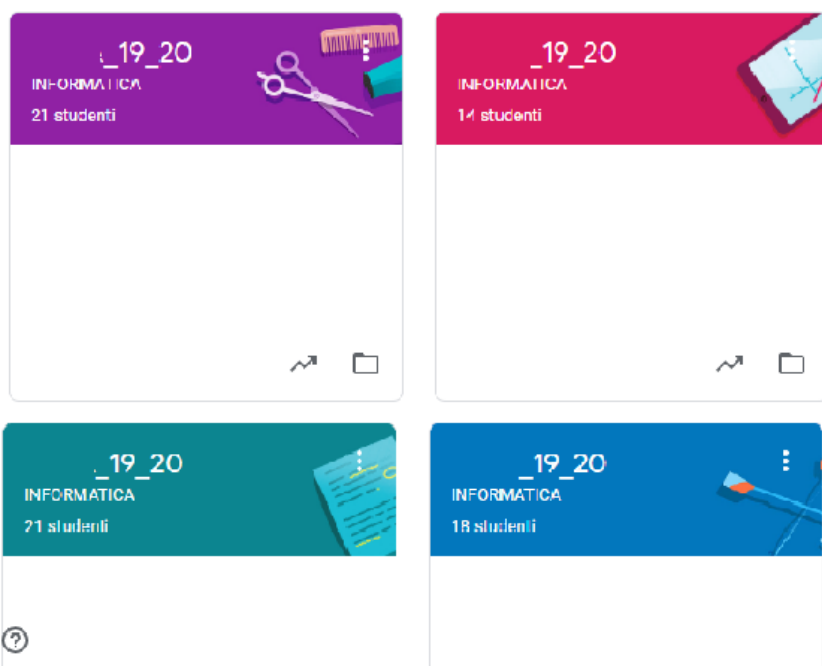 _19_20
INFORMATICA
21 studenti
_19_20
INFORMATICA
14 studenti
_19_20
INFORMATICA
21 studenti
_19_20
INFORMATICA
18 studenti